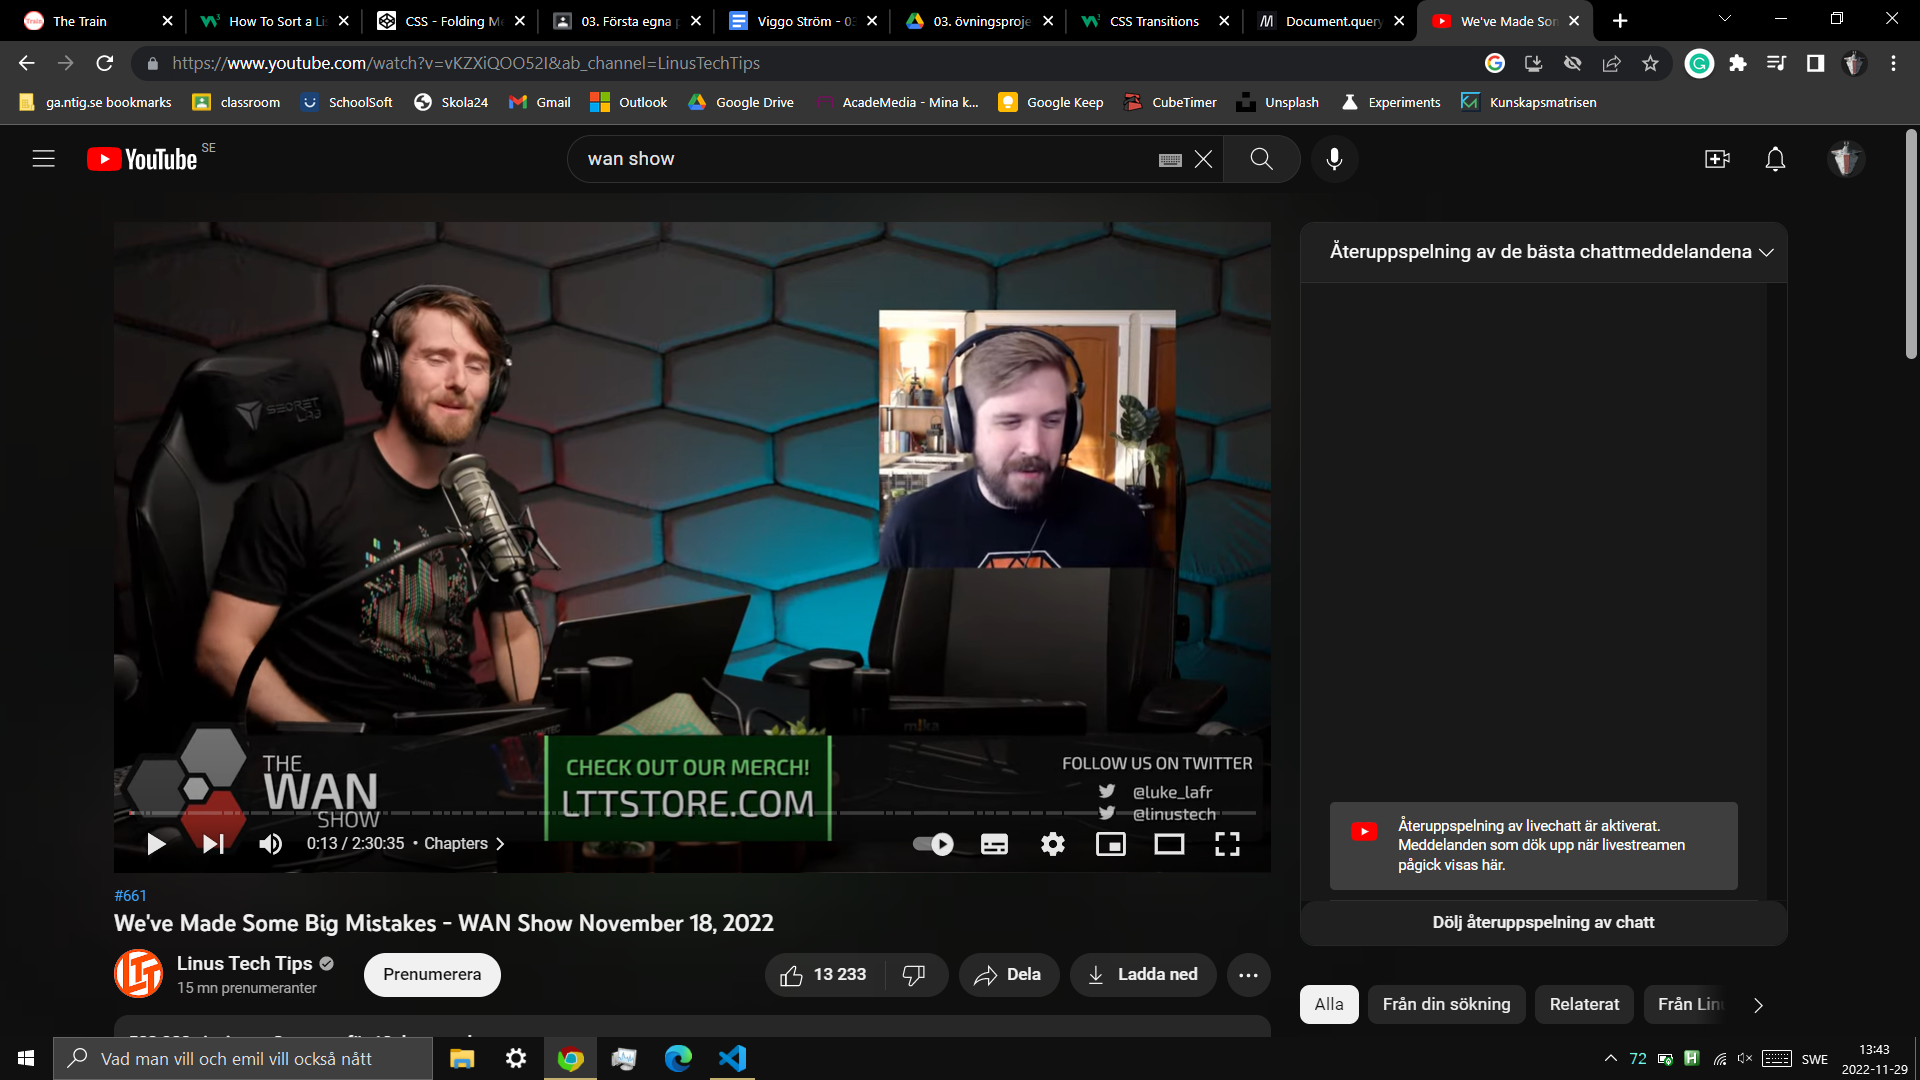 The Train
How To Sort a Li
CSS - Folding Me
03. Första egna p
Viggo Ström - 03
03. övningsproje
CSS Transitions
Document.query
We've Made Son
https://www.youtube.com/watch?v=vKZXiQOO52I&ab_channel=LinusTechTips
ga.ntig.se bookmarks
classroom
SchoolSoft
Skola24
Gmail
Outlook
Google Drive
AcadeMedia - Mina k...
Google Keep
CubeTimer
Unsplash
Experiments
Kunskapsmatrisen
YouTube SE
wan show
Återuppspelning av de bästa chattmeddelandena
SECRET LAB
mika
THE
WAN
SHOW
CHECK OUT OUR MERCH!
LTTSTORE.COM
FOLLOW US ON TWITTER
@luke_lafr
@linustech
0:13 / 2:30:35 • Chapters
Återuppspelning av livechatt är aktiverat.
Meddelanden som dök upp när livestreamen
pågick visas här.
Dölj återuppspelning av chatt
#661
We've Made Some Big Mistakes - WAN Show November 18, 2022
Linus Tech Tips
15 mn prenumeranter
Prenumerera
13 233
Dela
Ladda ned
Alla
Från din sökning
Relaterat
Från Lin
Vad man vill och emil vill också nått
72
SWE
13:43
2022-11-29